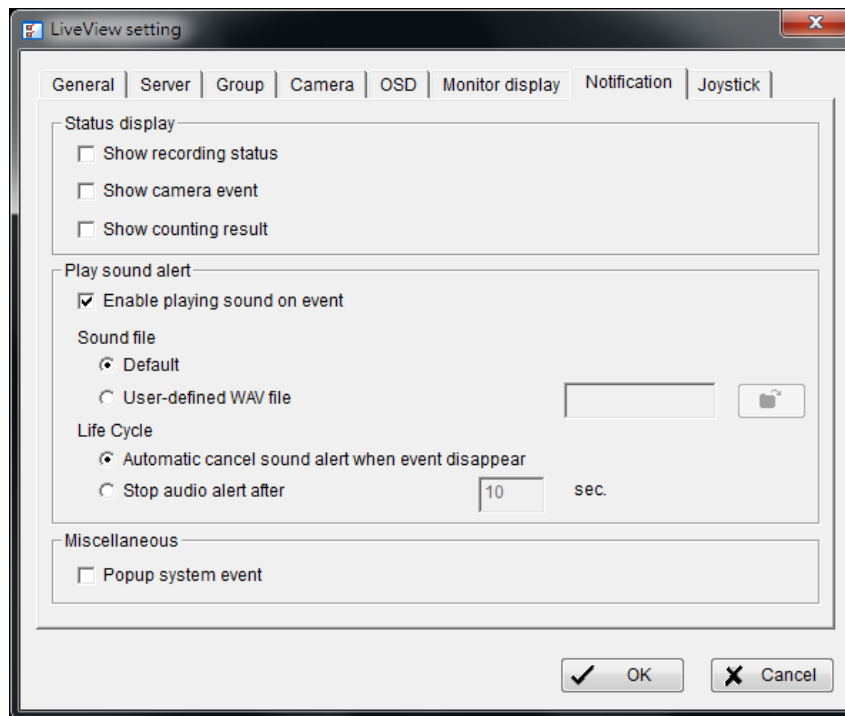 LiveView setting
General Server Group Camera OSD Monitor display Notification Joystick
Status display
Show recording status
Show camera event
Show counting result
Play sound alert
Enable playing sound on event
Sound file
Default
User-defined WAV file
Life Cycle
Automatic cancel sound alert when event disappear
Stop audio alert after 10 sec.
Miscellaneous
Popup system event
OK Cancel